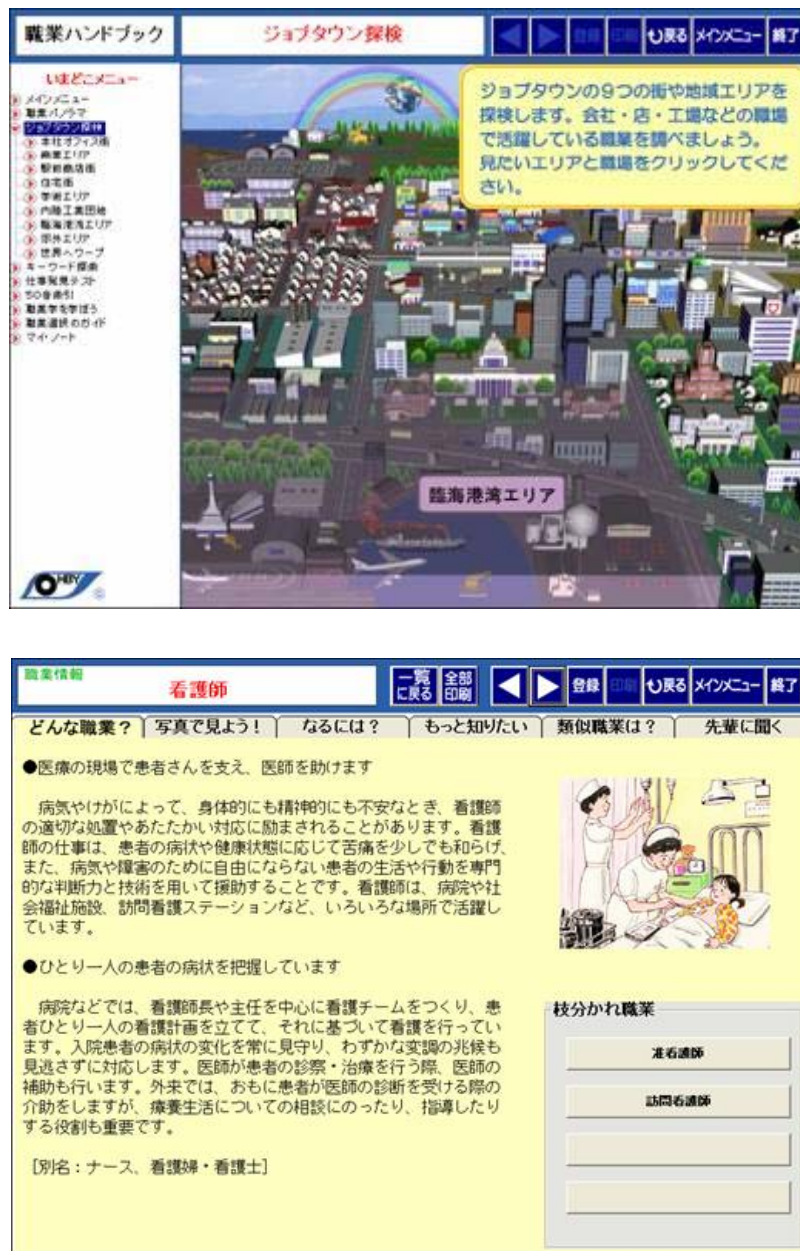 職業ハンドブック
ジョブタウン探検
登録
印刷
戻る
メインメニュー
終了
いまどこメニュー
メインメニュー
職業パノラマ
ジョブタウン探検
本社オフィス街
商業エリア
駅前商店街
住宅街
学術エリア
内陸工業団地
臨海港湾エリア
郊外エリア
世界へワープ
キーワード探索
仕事発見テスト
50音索引
職業学を学ぼう
職業選択のガイド
マイ・ノート
ジョブタウンの9つの街や地域エリアを
探検します。会社・店・工場などの職場
で活躍している職業を調べましょう。
見たいエリアと職場をクリックしてくだ
さい。
臨海港湾エリア
OHBY
職業情報
看護師
一覧
に戻る
全部
印刷
登録
印刷
戻る
メインメニュー
終了
どんな職業?
写真で見よう!
なるには?
もっと知りたい
類似職業は?
先輩に聞く
●医療の現場で患者さんを支え、医師を助けます
病気やけがによって、身体的にも精神的にも不安なとき、看護師
の適切な処置やあたたかい対応に励まされることがあります。看護
師の仕事は、患者の病状や健康状態に応じて苦痛を少しでも和らげ、
また、病気や障害のために自由にならない患者の生活や行動を専門
的な判断力と技術を用いて援助することです。看護師は、病院や社
会福祉施設、訪問看護ステーションなど、いろいろな場所で活躍し
ています。
●ひとり一人の患者の病状を把握しています
病院などでは、看護師長や主任を中心に看護チームをつくり、患
者ひとり一人の看護計画を立てて、それに基づいて看護を行ってい
ます。入院患者の病状の変化を常に見守り、わずかな変調の兆候も
見逃さずに対応します。医師が患者の診察・治療を行う際、医師の
補助も行います。外来では、おもに患者が医師の診断を受ける際の
介助をしますが、療養生活についての相談にのったり、指導したり
する役割も重要です。
[別名:ナース、看護婦・看護士]
枝分かれ職業
准看護師
訪問看護師